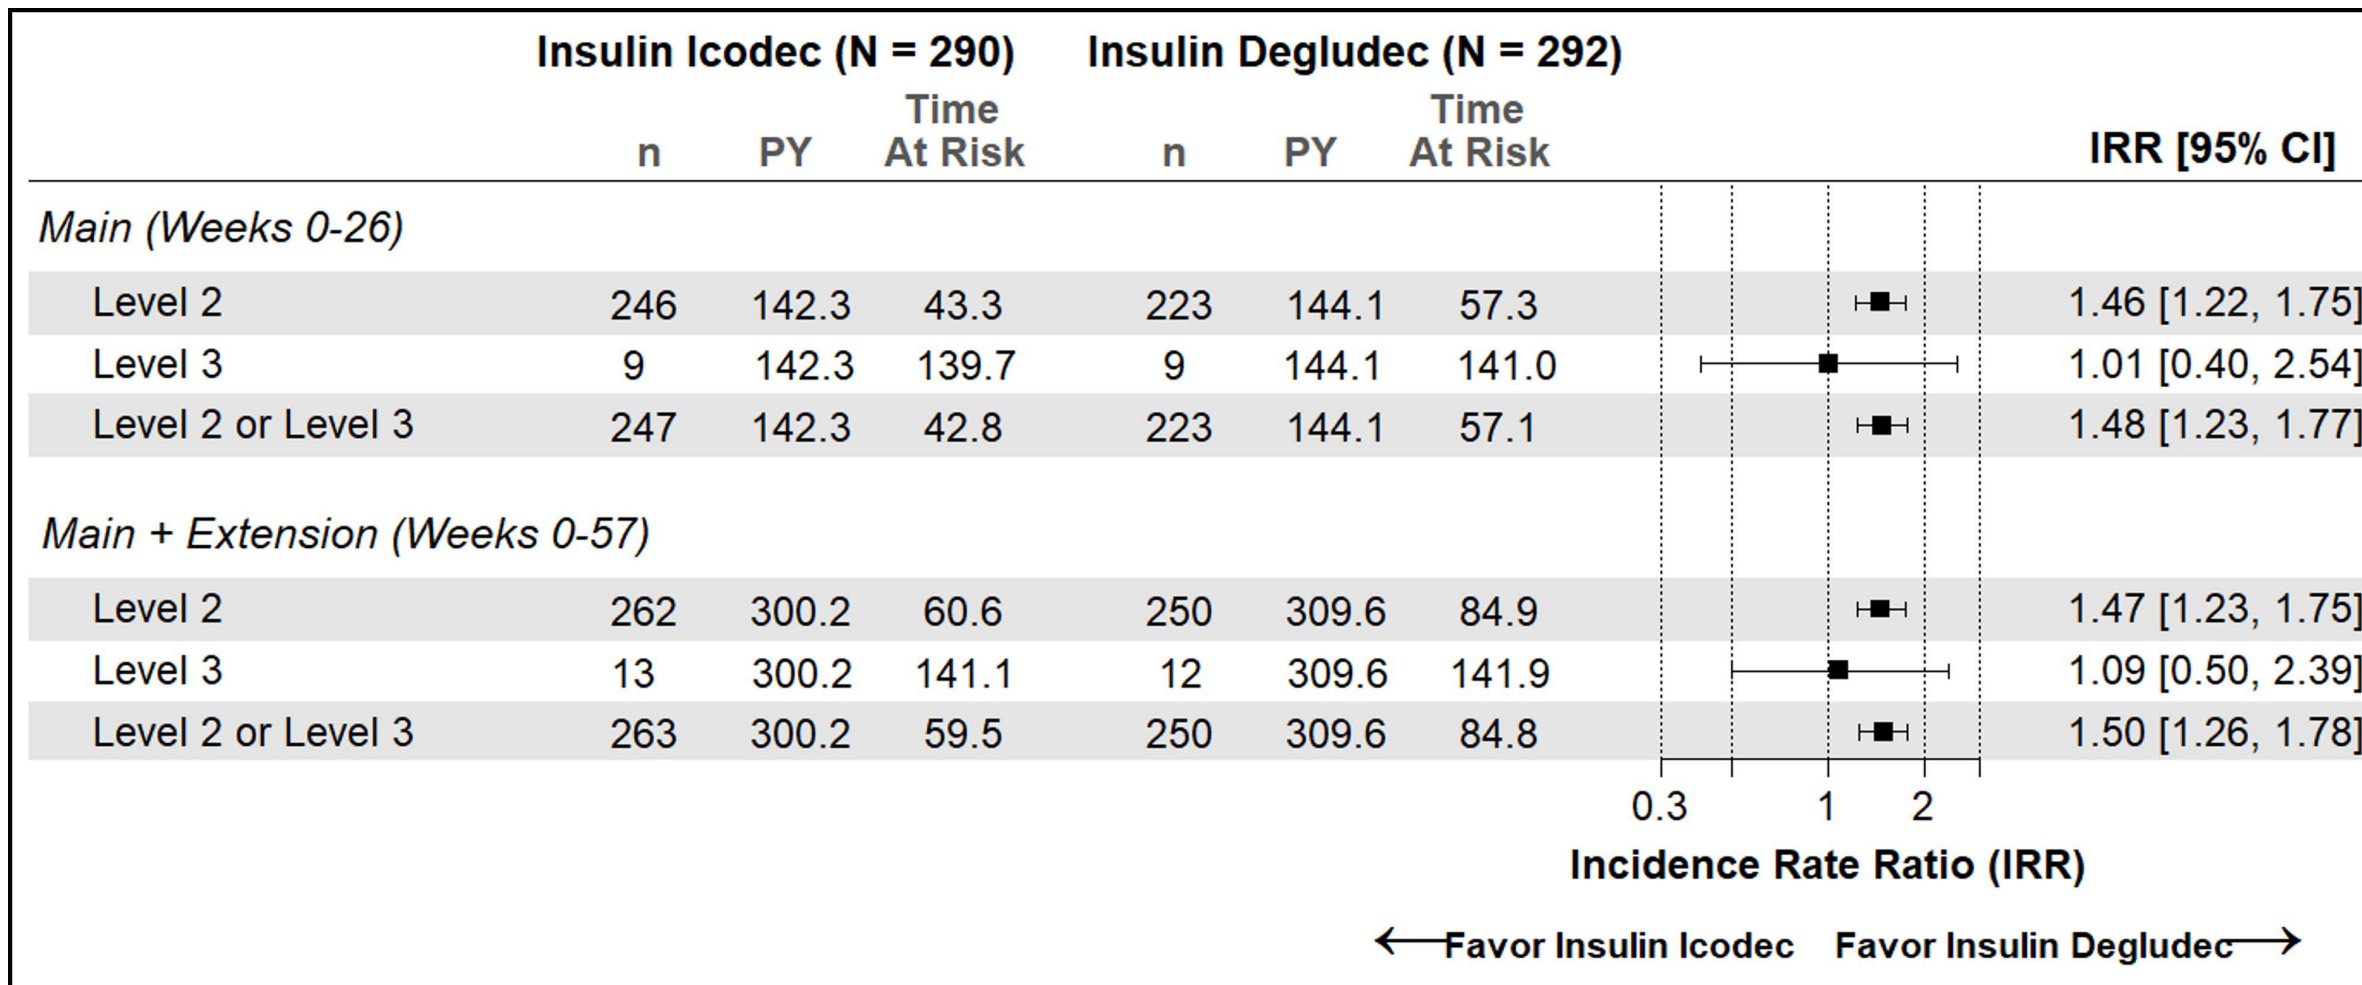 Insulin Icodec (N = 290) Insulin Degludec (N = 292)
Time Time
n PY At Risk n PY At Risk IRR [95% CI]
Main (Weeks 0-26)
Level 2 246 142.3 43.3 223 144.1 57.3 1.46 [1.22, 1.75]
Level 3 9 142.3 139.7 9 144.1 141.0 1.01 [0.40, 2.54]
Level 2 or Level 3 247 142.3 42.8 223 144.1 57.1 1.48 [1.23, 1.77]
Main + Extension (Weeks 0-57)
Level 2 262 300.2 60.6 250 309.6 84.9 1.47 [1.23, 1.75]
Level 3 13 300.2 141.1 12 309.6 141.9 1.09 [0.50, 2.39]
Level 2 or Level 3 263 300.2 59.5 250 309.6 84.8 1.50 [1.26, 1.78]
0.3 1 2
Incidence Rate Ratio (IRR)
←Favor Insulin Icodec Favor Insulin Degludec→